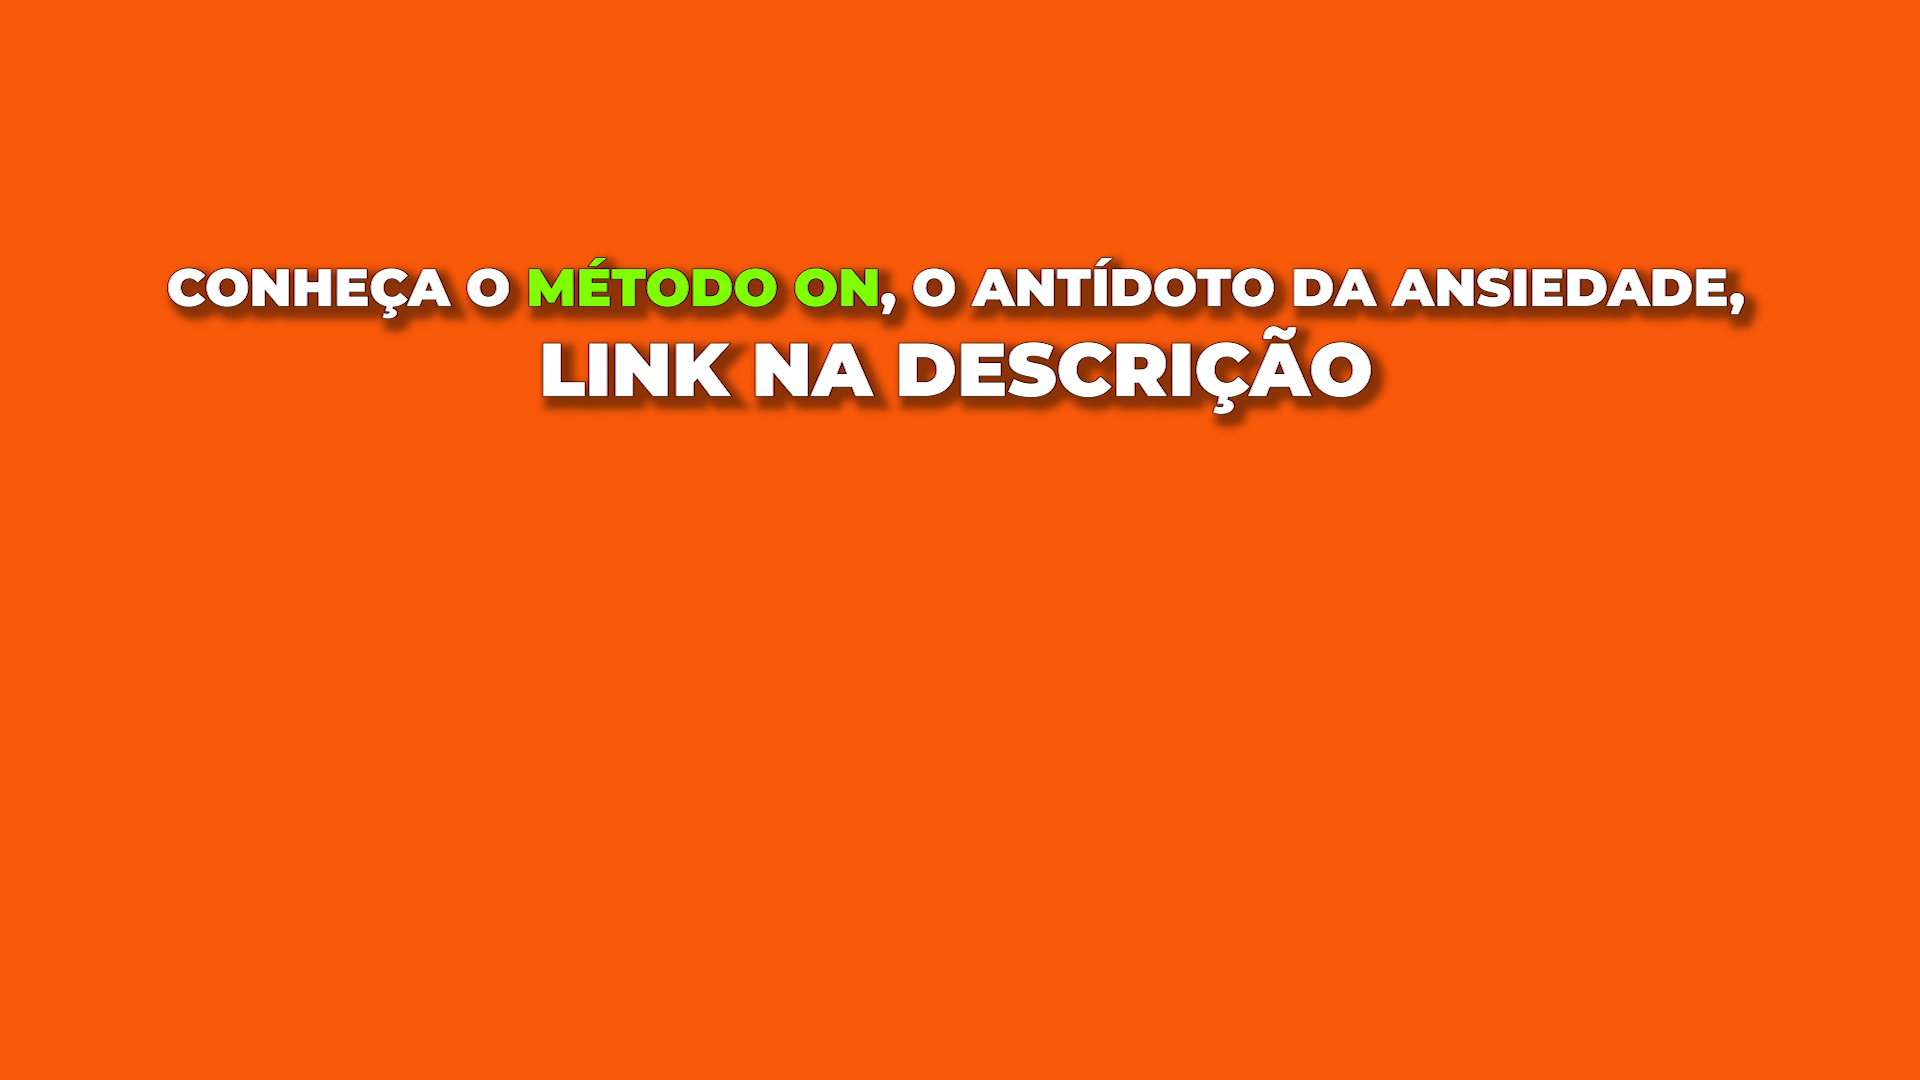 CONHEÇA O MÉTODO ON, O ANTÍDOTO DA ANSIEDADE,
LINK NA DESCRIÇÃO